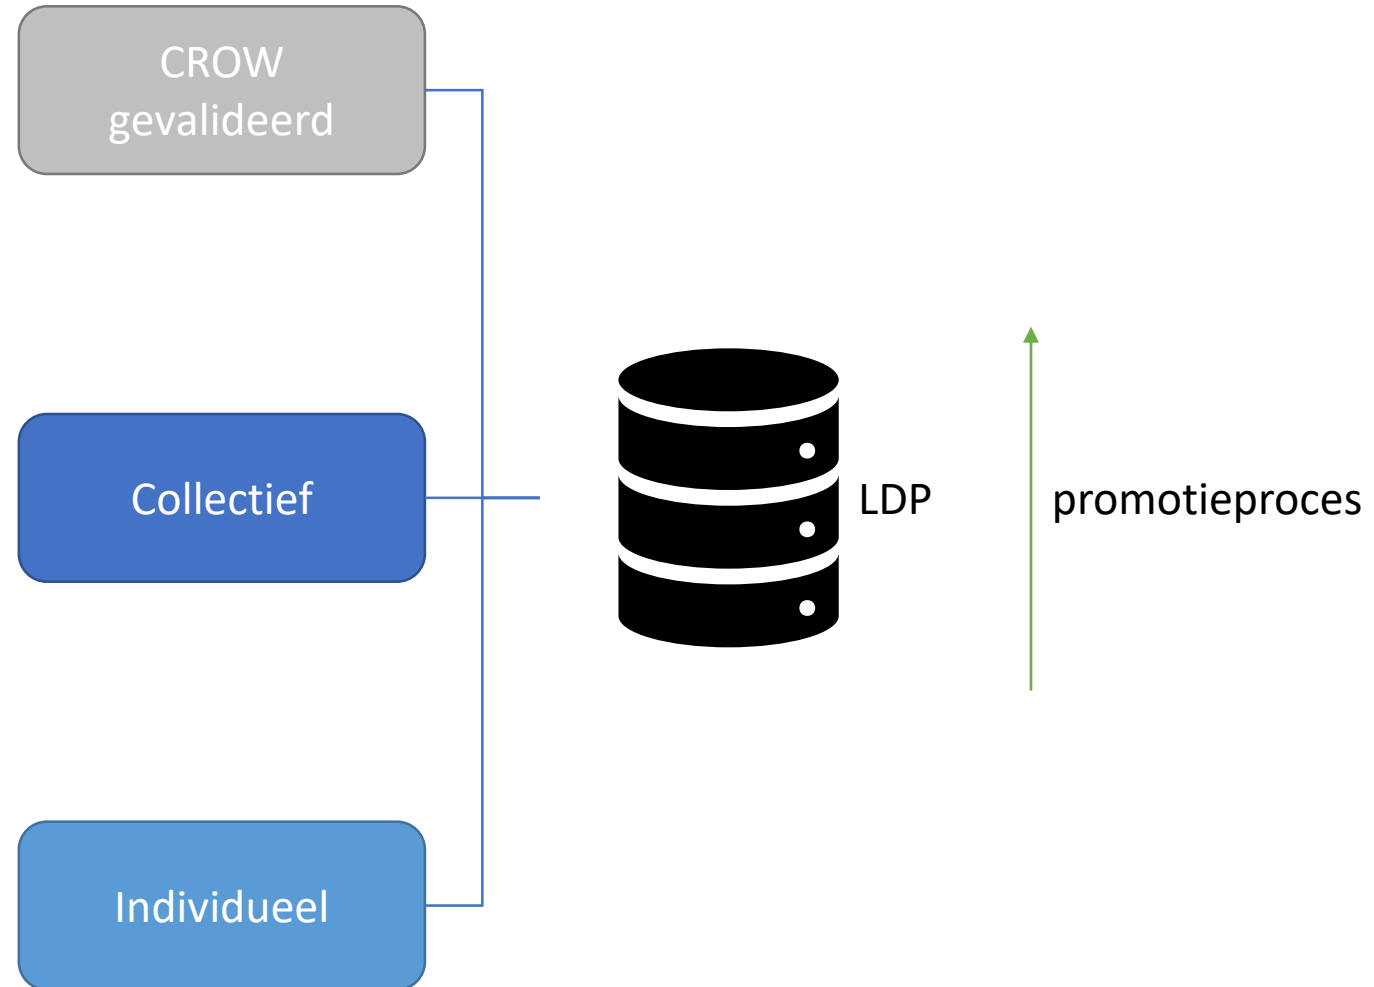 CROW
gevalideerd
Collectief
LDP
promotieproces
Individueel